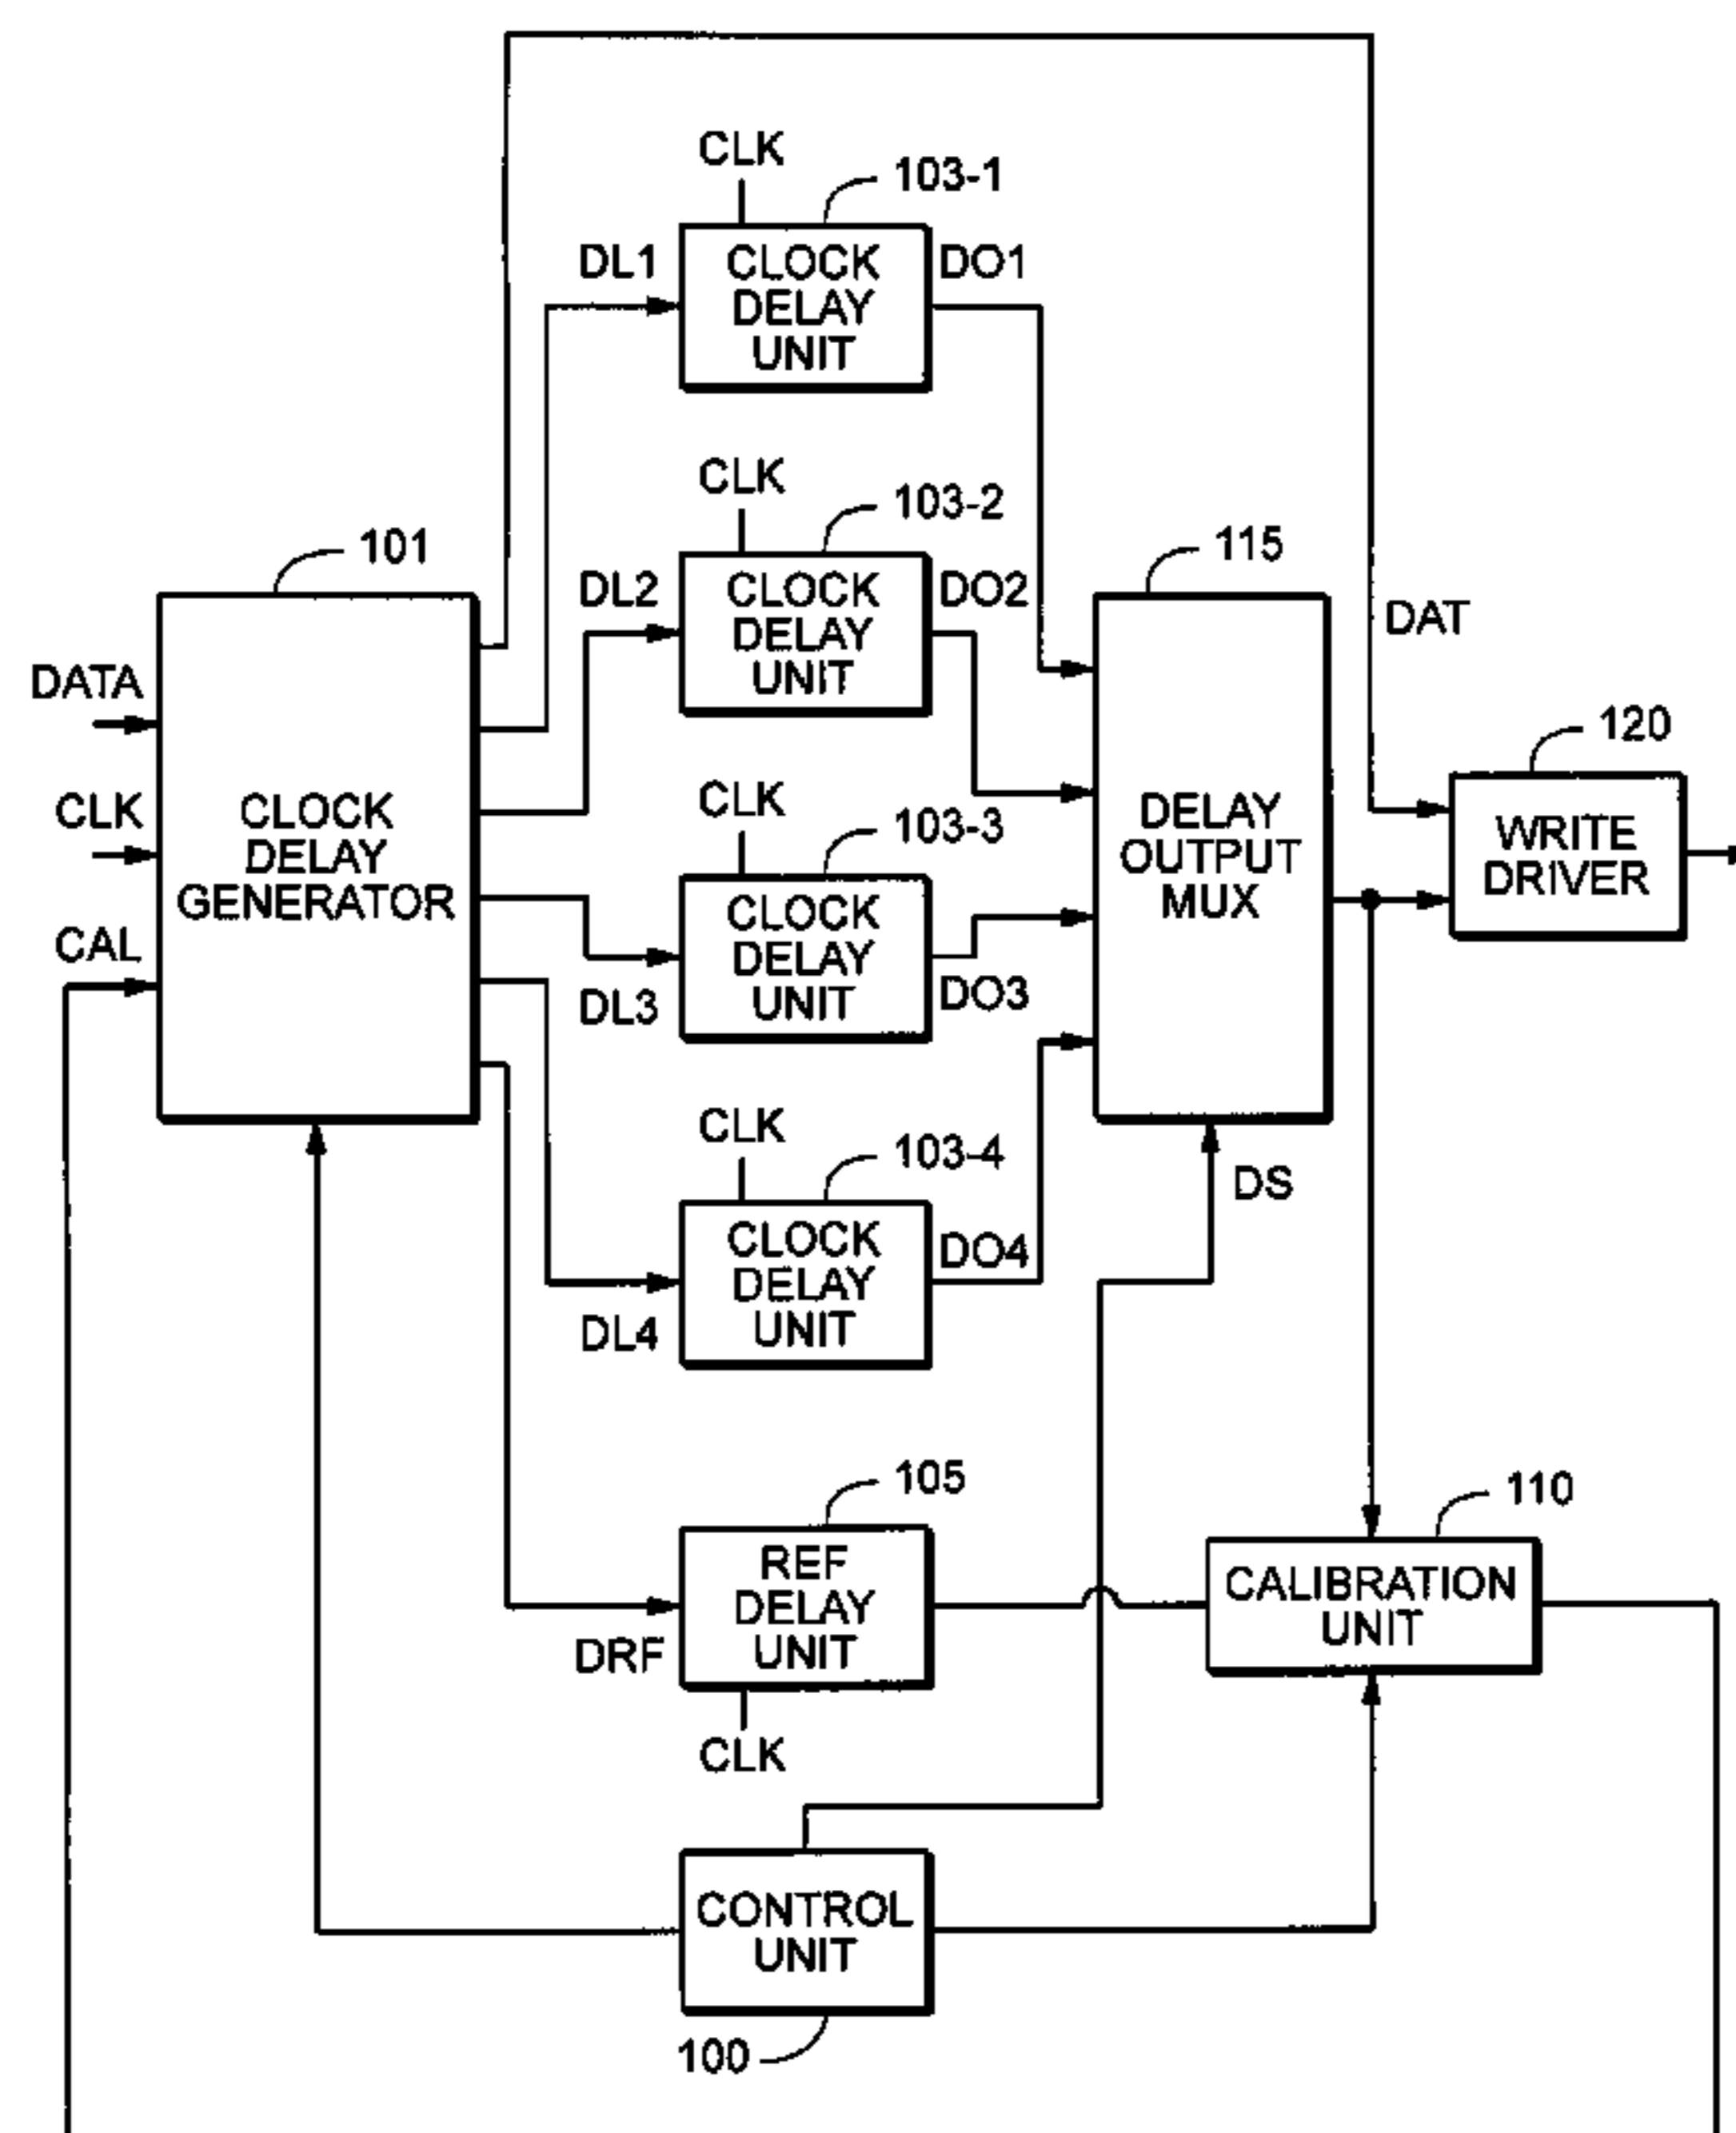 CLK
103-1
DL1
CLOCK
DELAY
UNIT
DO1
CLK
103-2
DL2
CLOCK
DELAY
UNIT
DO2
101
115
DATA
CLK
CAL
CLOCK
DELAY
GENERATOR
CLK
103-3
CLOCK
DELAY
UNIT
DL3
DO3
DELAY
OUTPUT
MUX
DAT
120
WRITE
DRIVER
CLK
103-4
CLOCK
DELAY
UNIT
DL4
DO4
DS
105
REF
DELAY
UNIT
DRF
CLK
110
CALIBRATION
UNIT
CONTROL
UNIT
100